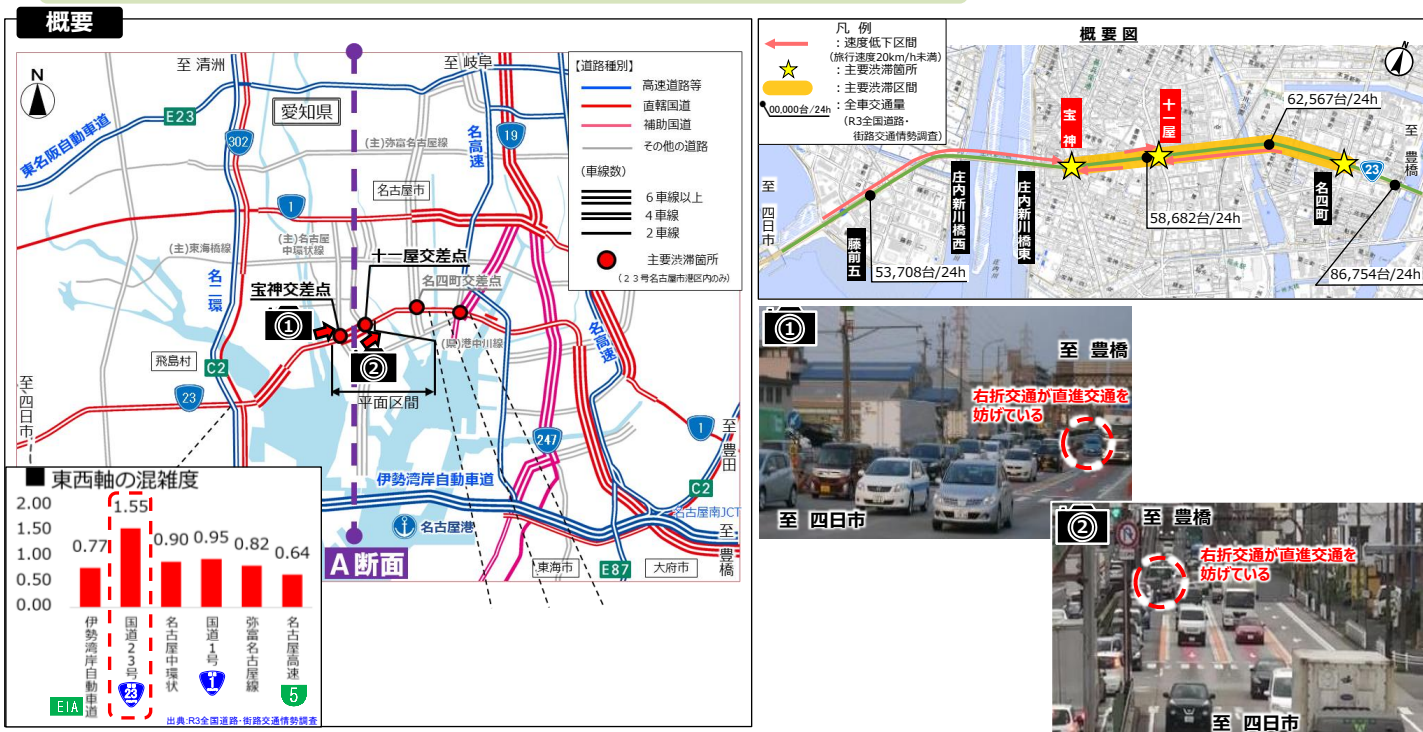 概要
N
至 清洲
至 岐阜
愛知県
E23
302
東名阪自動車道
(主)弥富名古屋線
名高速
19
名古屋市
1
(主)東海橋線
(主)名古屋
中環状線
名二環
十一屋交差点
宝神交差点
名四町交差点
①
②
(県)港中川線
飛島村
C2
23
平面区間
名高速
247
1
至 豊田
至 四日市
伊勢湾岸自動車道
C2
名古屋南JCT
名古屋港
至 豊橋
A断面
東海市
E87
大府市
【道路種別】
高速道路等
直轄国道
補助国道
その他の道路
(車線数)
６車線以上
４車線
２車線
主要渋滞箇所
(２３号名古屋市港区内のみ)
■ 東西軸の混雑度
2.00
1.50
1.00
0.50
0.00
0.77
1.55
0.90
0.95
0.82
0.64
伊勢湾岸自動車道
国道２３号
名古屋中環状
国道１号
弥富名古屋線
名古屋高速
E1A
23
1
5
出典:R3全国道路・街路交通情勢調査
凡 例
：速度低下区間
(旅行速度20km/h未満)
：主要渋滞箇所
：主要渋滞区間
00,000台/24h
：全車交通量
(R3全国道路・
街路交通情勢調査)
概 要 図
N
62,567台/24h
宝神
十一屋
至 豊橋
至 四日市
庄内新川橋西
庄内新川橋東
名四町
23
藤前五
58,682台/24h
53,708台/24h
86,754台/24h
①
至 豊橋
右折交通が直進交通を
妨げている
至 四日市
②
至 豊橋
右折交通が直進交通を
妨げている
至 四日市